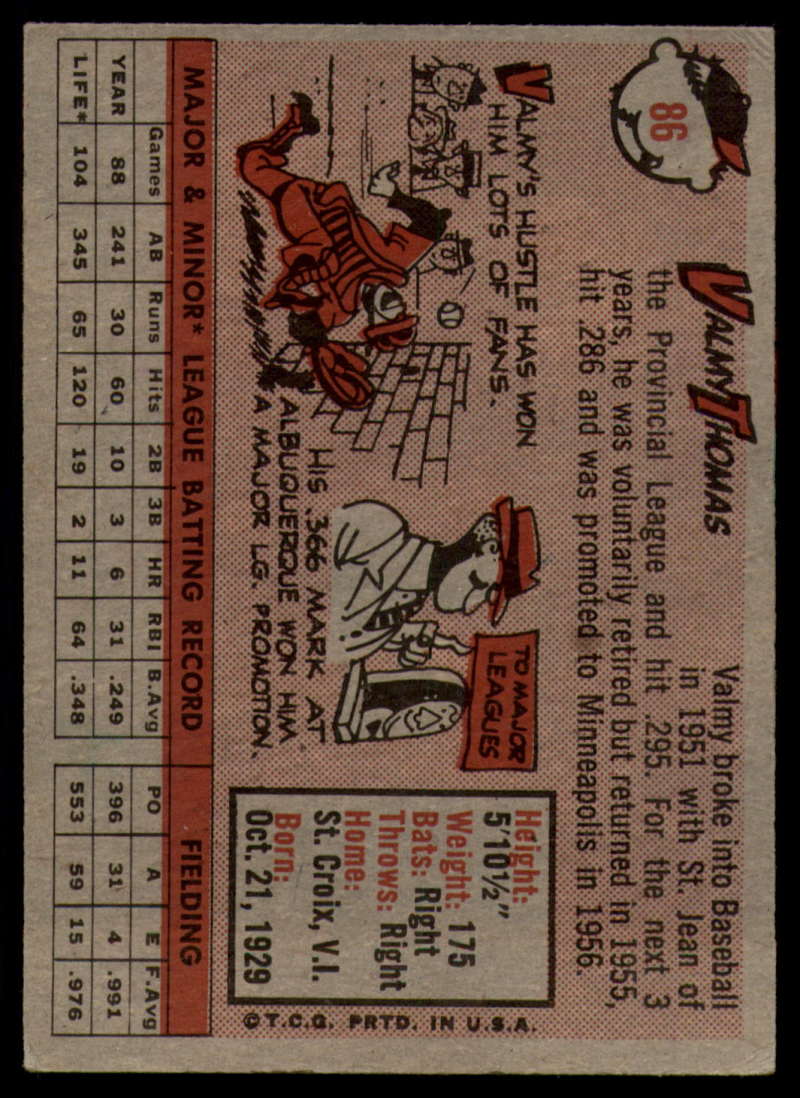 86
VALMY THOMAS
Valmy broke into Baseball
in 1951 with St. Jean of
the Provincial League and hit .295. For the next 3
years, he was voluntarily retired but returned in 1955,
hit .286 and was promoted to Minneapolis in 1956.
VALMY'S HUSTLE HAS WON
HIM LOTS OF FANS.
TO MAJOR
LEAGUES
HIS .366 MARK AT
ALBUQUERQUE WON HIM
A MAJOR LG. PROMOTION.
Height:
5'10½"
Weight: 175
Bats: Right
Throws: Right
Home:
St. Croix, V.I.
Born:
Oct. 21, 1929
©T.C.G. PRTD. IN U.S.A.
MAJOR & MINOR* LEAGUE BATTING RECORD FIELDING
Games AB Runs Hits 2B 3B HR RBI B.Avg PO A E F.Avg
YEAR 88 241 30 60 10 3 6 31 .249 396 31 4 .991
LIFE* 104 345 65 120 19 2 11 64 .348 553 59 15 .976